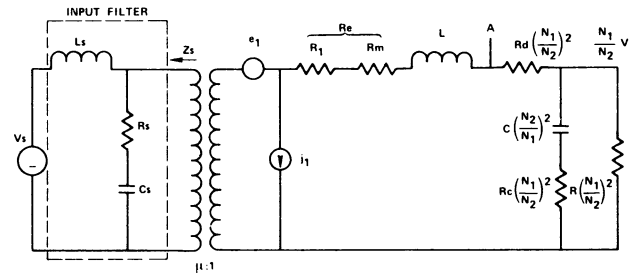 INPUT FILTER
Ls
Zs
e1
Re
R1
Rm
L
A
Rd(N1/N2)^2
N1/N2 V
Vs
-
Rs
Cs
j1
C(N2/N1)^2
Rc(N1/N2)^2
R(N1/N2)^2
μ:1